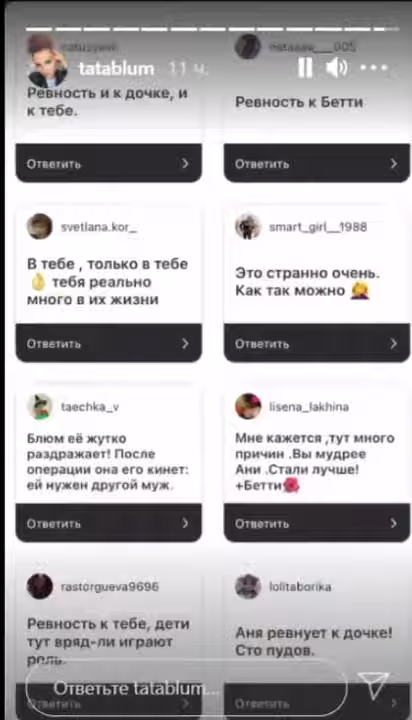 tatablum 11 ч.
Ревность и к дочке, и
к тебе.
Ответить
Ревность к Бетти
Ответить
svetlana.kor_
В тебе , только в тебе
👌 тебя реально
много в их жизни
Ответить
smart_girl__1988
Это странно очень.
Как так можно 🤦‍♀️
Ответить
taechka_v
Блюм её жутко
раздражает! После
операции она его кинет:
ей нужен другой муж.
Ответить
lisena_lakhina
Мне кажется ,тут много
причин .Вы мудрее
Ани .Стали лучше!
+Бетти🌺
Ответить
rastorgueva9696
Ревность к тебе, дети
тут вряд-ли играют
роль.
lolitaborika
Аня ревнует к дочке!
Сто пудов.
Ответить
Ответьте tatablum...